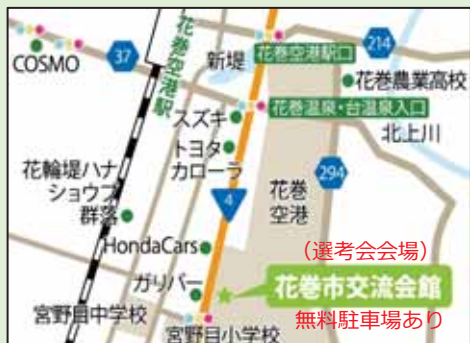 花巻空港駅口
214
新堤
COSMO
37
花巻空港駅
花巻農業高校
花巻温泉・台温泉入口
スズキ
北上川
トヨタ
カローラ
花輪堤ハナ
ショウブ
群落
294
4
花巻
空港
HondaCars
(選考会会場)
ガリバー
花巻市交流会館
宮野目中学校
無料駐車場あり
宮野目小学校